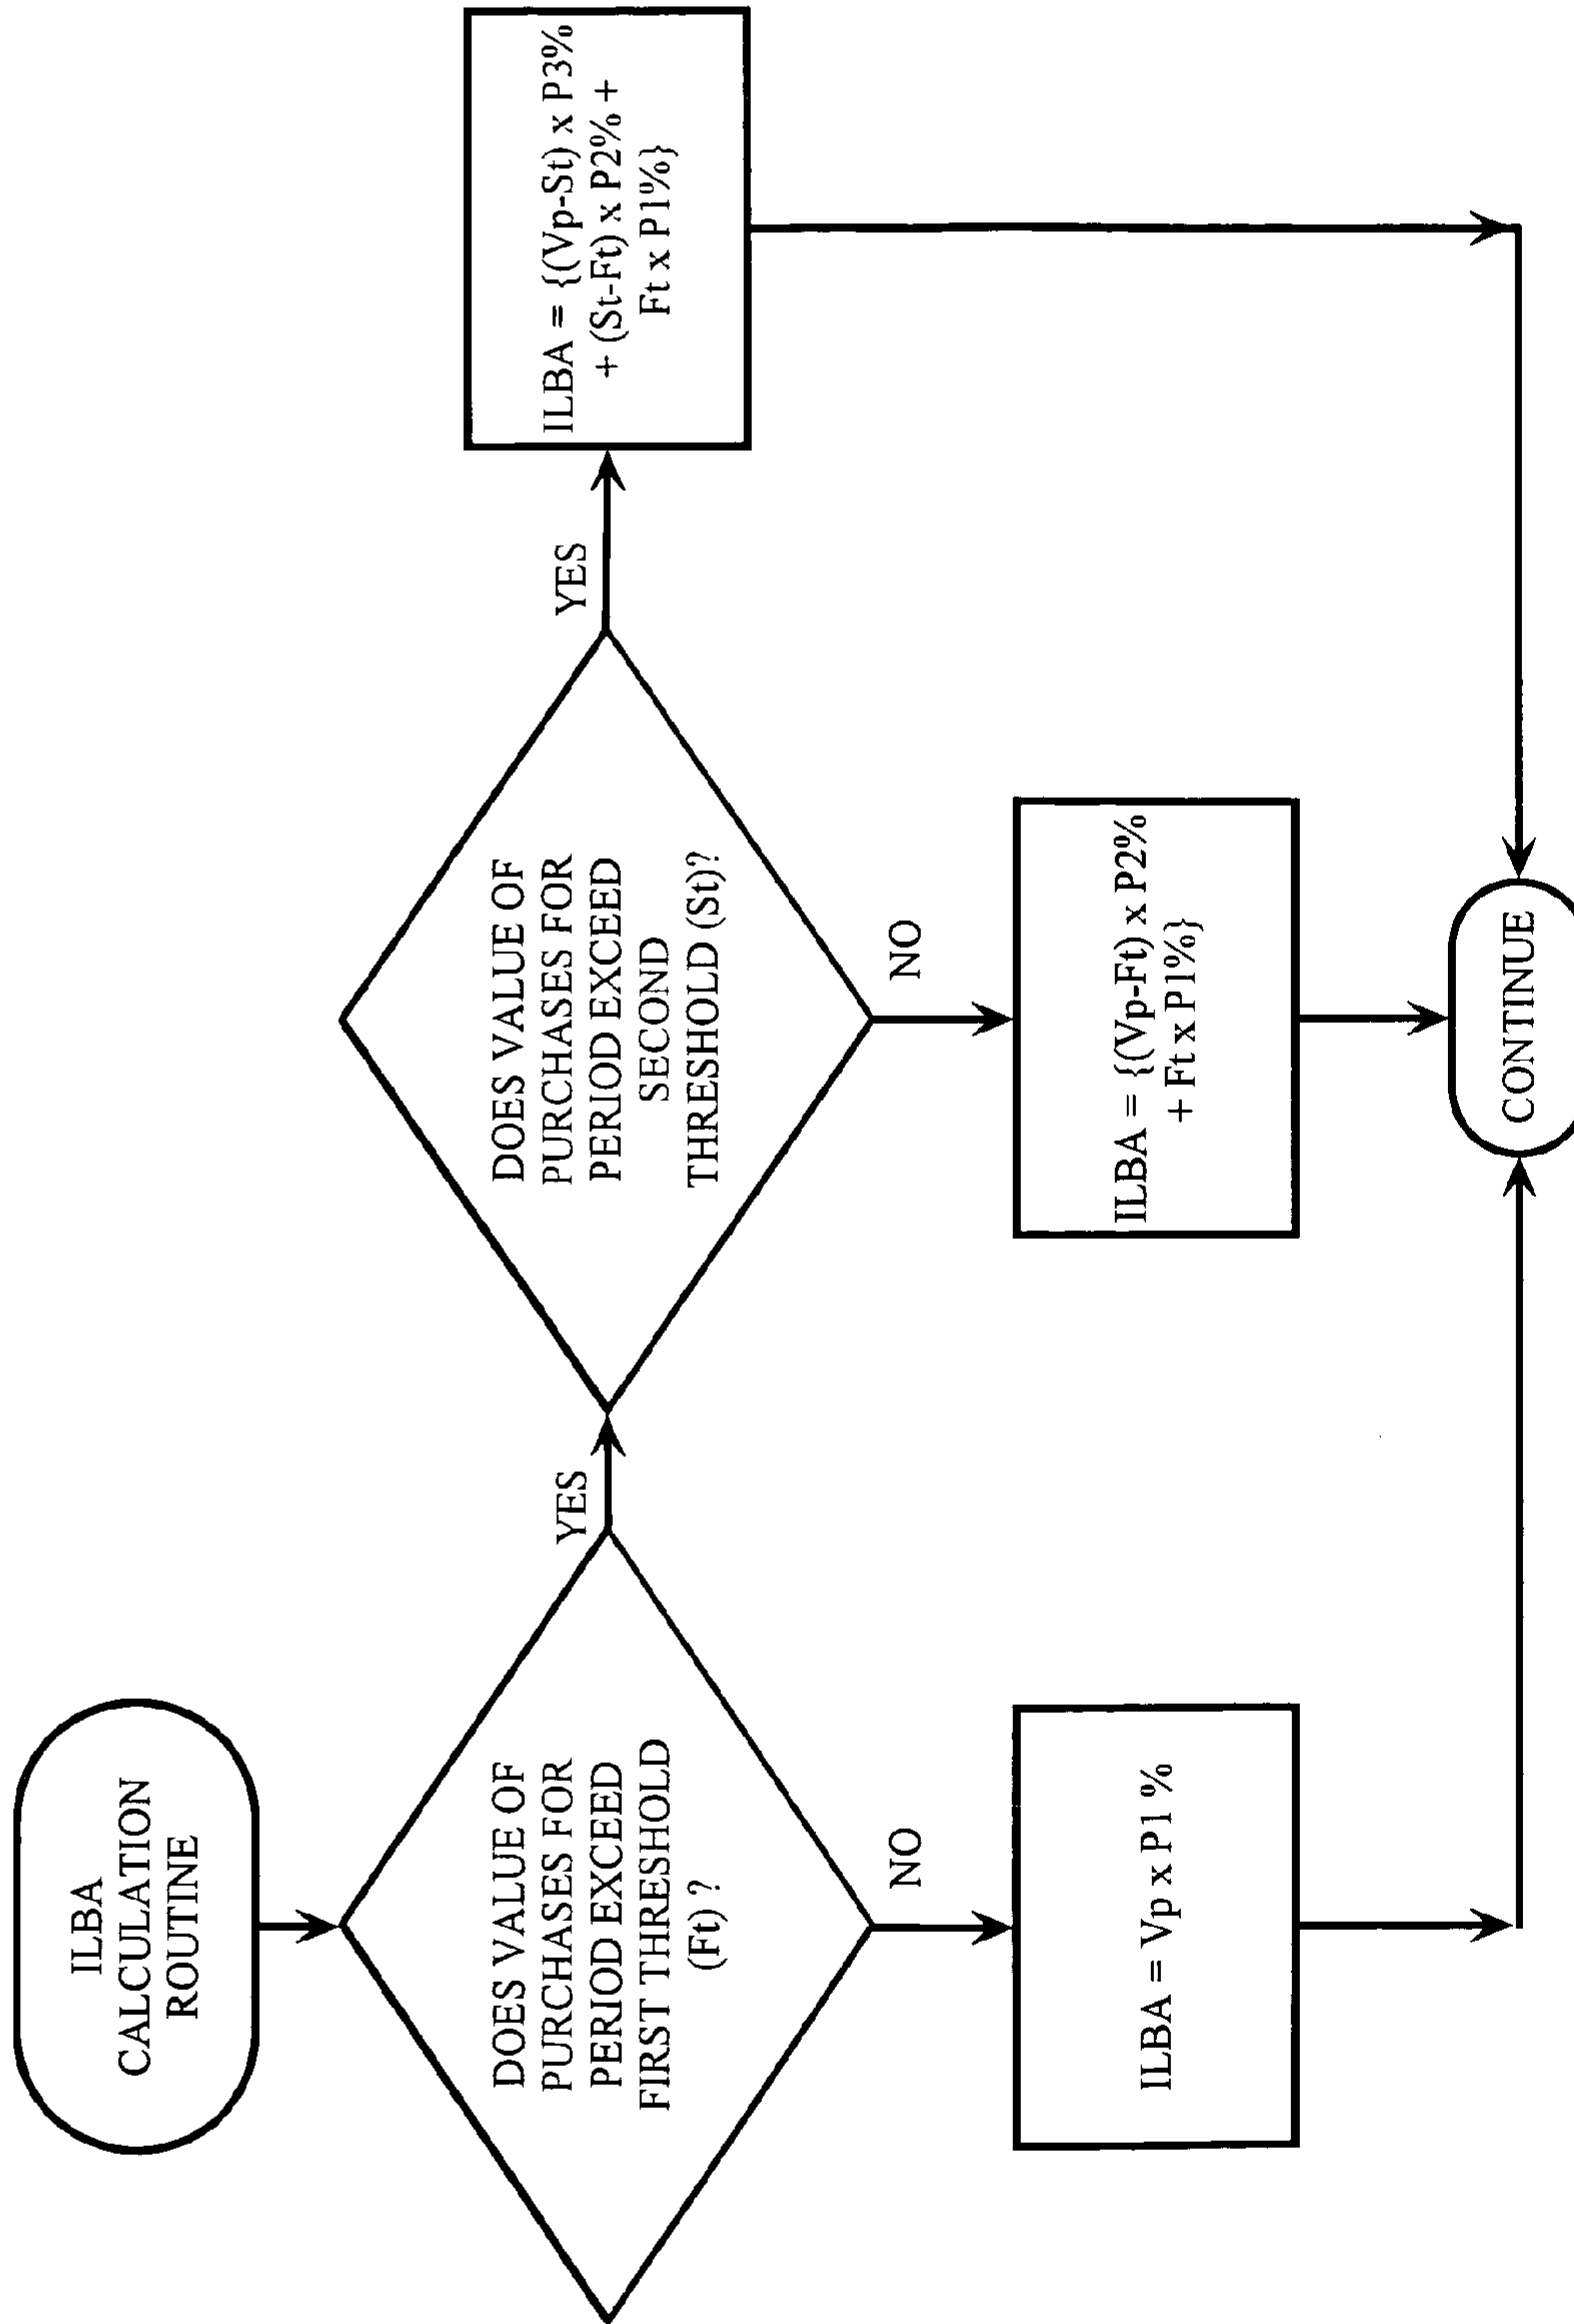 ILBA
CALCULATION
ROUTINE
DOES VALUE OF
PURCHASES FOR
PERIOD EXCEED
FIRST THRESHOLD
(Ft) ?
YES
NO
ILBA = Vp x P1 %
DOES VALUE OF
PURCHASES FOR
PERIOD EXCEED
SECOND
THRESHOLD (St)?
YES
NO
ILBA = {(Vp-Ft) x P2%
+ Ft x P1%}
ILBA = {(Vp-St) x P3%
+ (St-Ft) x P2% +
Ft x P1%}
CONTINUE